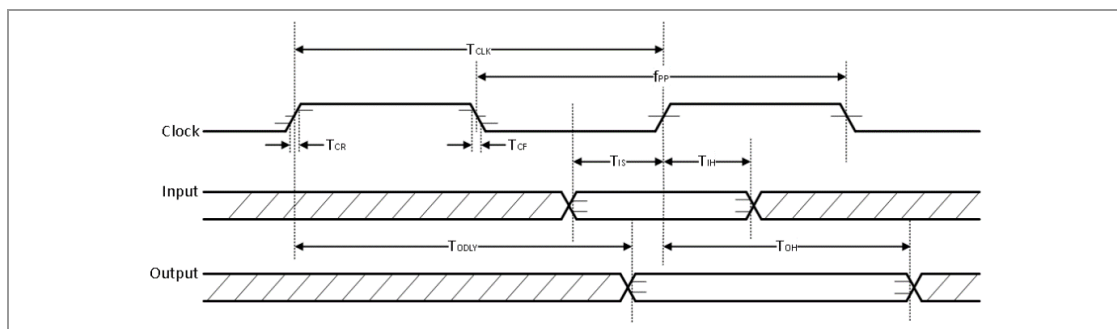 TCLK
fPP
Clock
TCR
TCF
TIS
TIH
Input
TODLY
TOH
Output